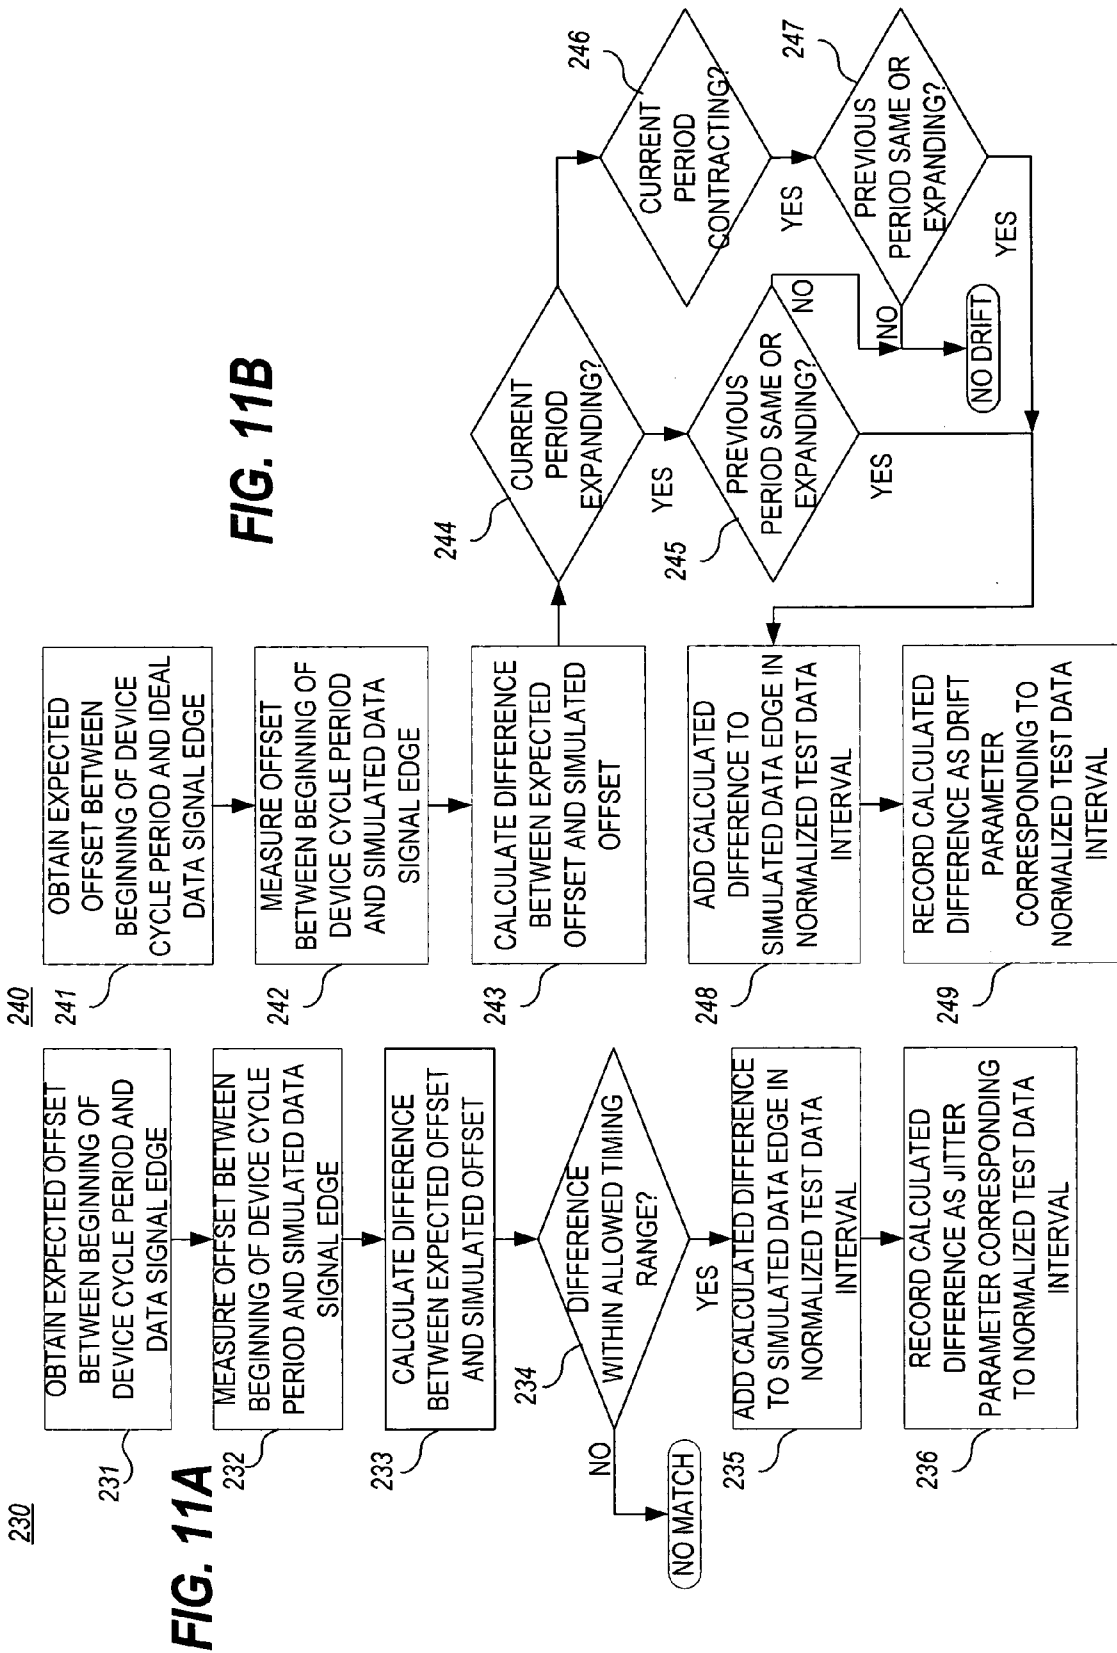 230
FIG. 11A
231
OBTAIN EXPECTED OFFSET
BETWEEN BEGINNING OF
DEVICE CYCLE PERIOD AND
DATA SIGNAL EDGE
232
MEASURE OFFSET BETWEEN
BEGINNING OF DEVICE CYCLE
PERIOD AND SIMULATED DATA
SIGNAL EDGE
233
CALCULATE DIFFERENCE
BETWEEN EXPECTED OFFSET
AND SIMULATED OFFSET
234
DIFFERENCE
WITHIN ALLOWED TIMING
RANGE?
NO
NO MATCH
YES
235
ADD CALCULATED DIFFERENCE
TO SIMULATED DATA EDGE IN
NORMALIZED TEST DATA
INTERVAL
236
RECORD CALCULATED
DIFFERENCE AS JITTER
PARAMETER CORRESPONDING
TO NORMALIZED TEST DATA
INTERVAL
240
FIG. 11B
241
OBTAIN EXPECTED
OFFSET BETWEEN
BEGINNING OF DEVICE
CYCLE PERIOD AND IDEAL
DATA SIGNAL EDGE
242
MEASURE OFFSET
BETWEEN BEGINNING OF
DEVICE CYCLE PERIOD
AND SIMULATED DATA
SIGNAL EDGE
243
CALCULATE DIFFERENCE
BETWEEN EXPECTED
OFFSET AND SIMULATED
OFFSET
244
CURRENT
PERIOD
EXPANDING?
YES
245
PREVIOUS
PERIOD SAME OR
EXPANDING?
NO
YES
246
CURRENT
PERIOD
CONTRACTING?
YES
247
PREVIOUS
PERIOD SAME OR
EXPANDING?
NO
NO DRIFT
YES
248
ADD CALCULATED
DIFFERENCE TO
SIMULATED DATA EDGE IN
NORMALIZED TEST DATA
INTERVAL
249
RECORD CALCULATED
DIFFERENCE AS DRIFT
PARAMETER
CORRESPONDING TO
NORMALIZED TEST DATA
INTERVAL